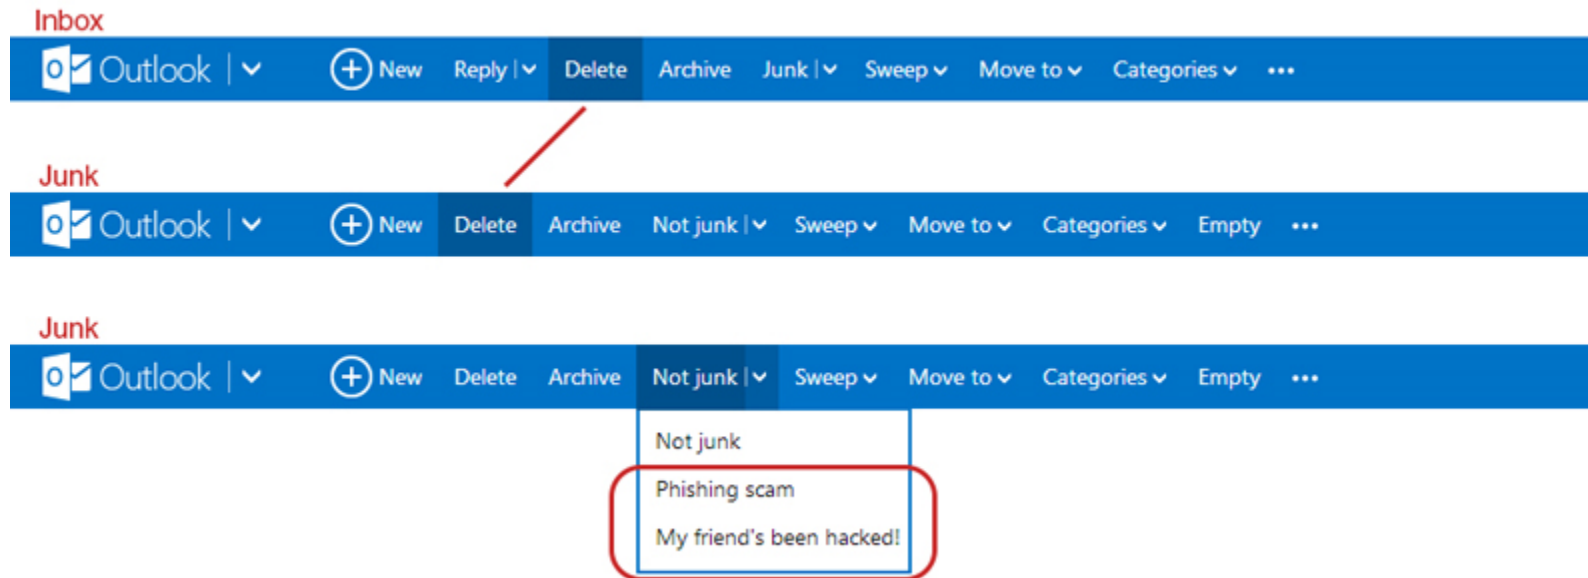 Inbox
Outlook New Reply Delete Archive Junk Sweep Move to Categories ...
Junk
Outlook New Delete Archive Not junk Sweep Move to Categories Empty ...
Junk
Outlook New Delete Archive Not junk Sweep Move to Categories Empty ...
Not junk
Phishing scam
My friend's been hacked!